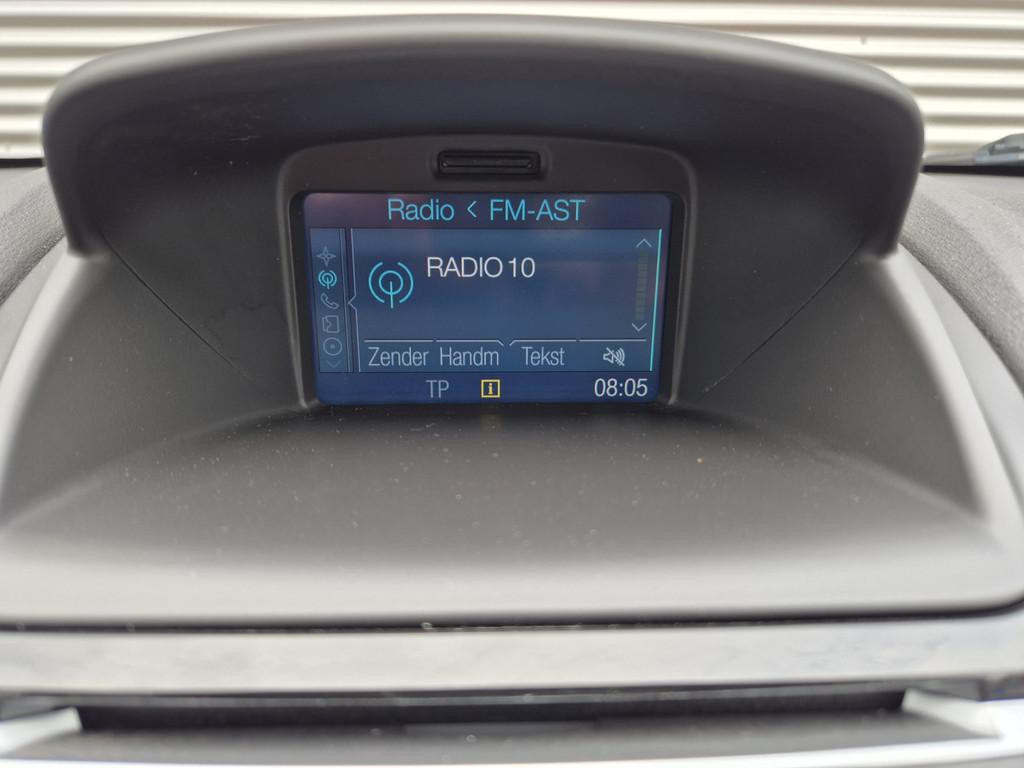 Radio < FM-AST
RADIO 10
Zender Handm Tekst
TP i 08:05